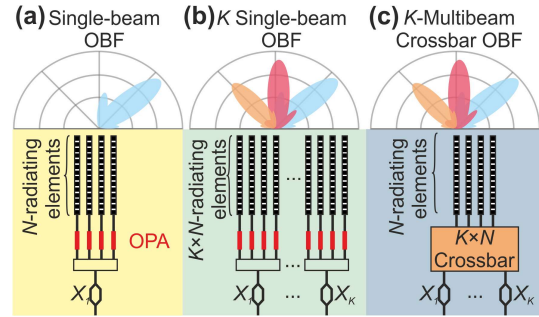 (a) Single-beam
OBF
(b) K Single-beam
OBF
(c) K-Multibeam
Crossbar OBF
N-radiating
elements
OPA
X1
K×N-radiating
elements
...
...
X1
...
XK
N-radiating
elements
K×N
Crossbar
X1
...
XK